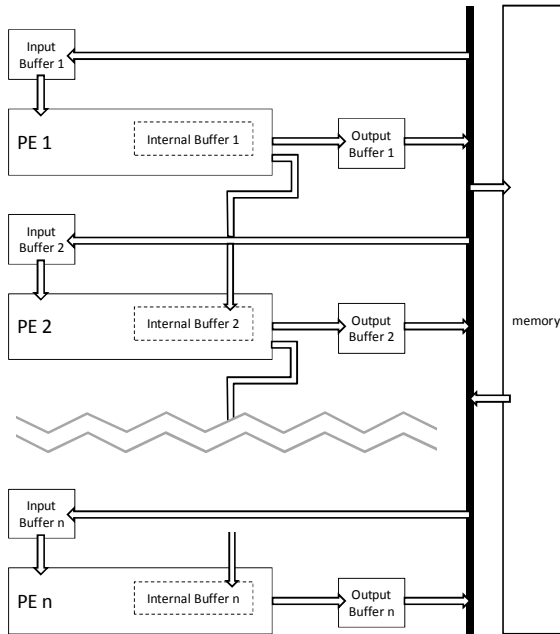 Input
Buffer 1
PE 1
Internal Buffer 1
Output
Buffer 1
Input
Buffer 2
PE 2
Internal Buffer 2
Output
Buffer 2
memory
Input
Buffer n
PE n
Internal Buffer n
Output
Buffer n